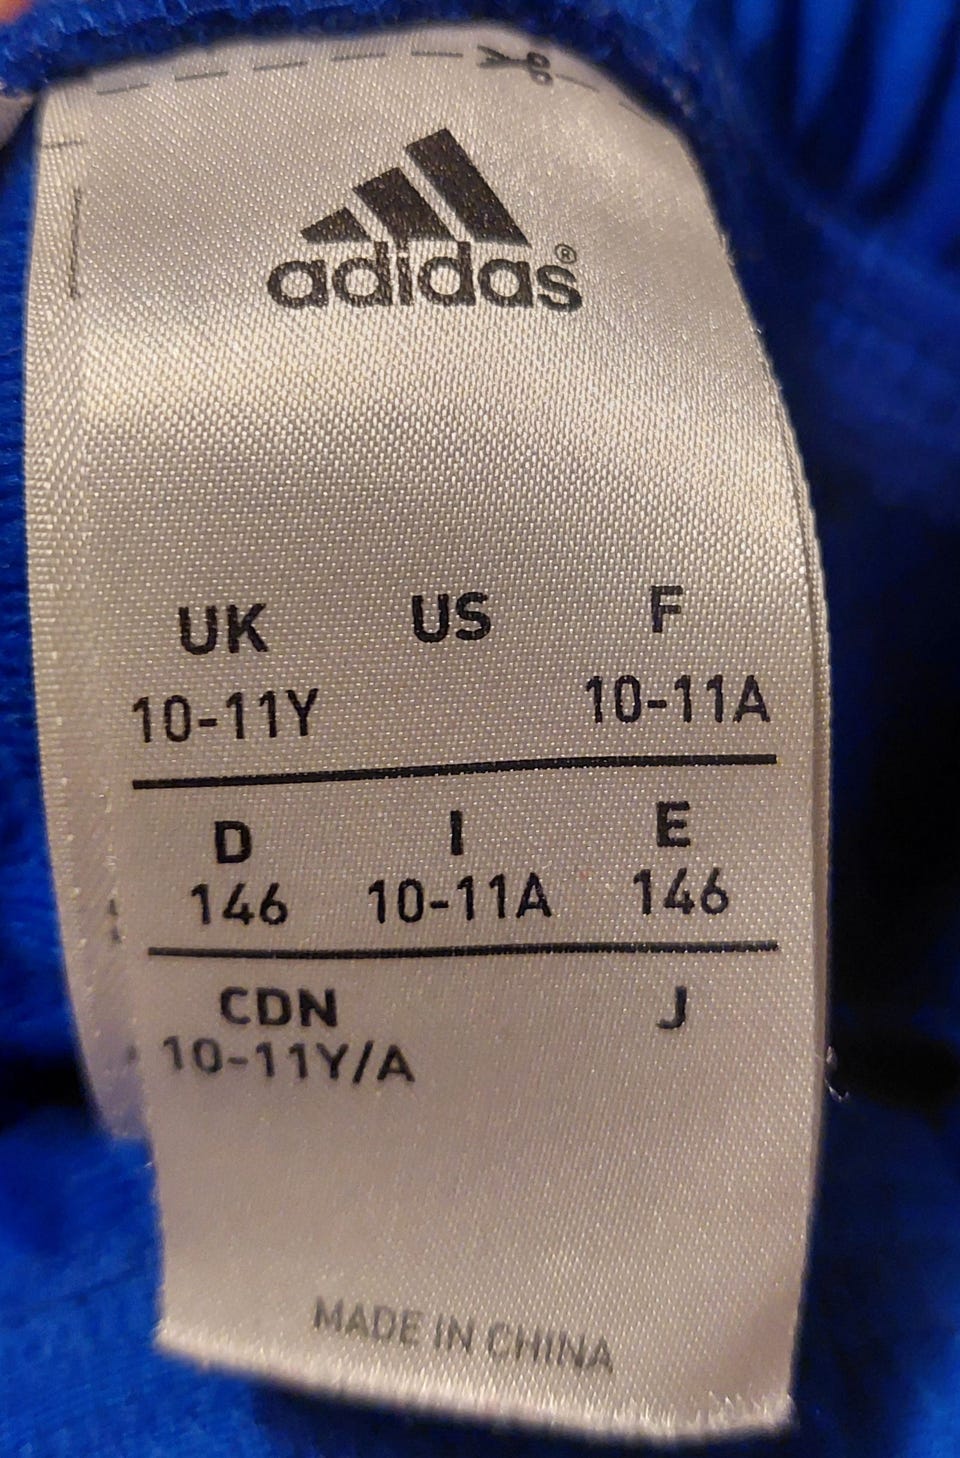 adidas®
UK US F
10-11Y 10-11A
D I E
146 10-11A 146
CDN J
10-11Y/A
MADE IN CHINA